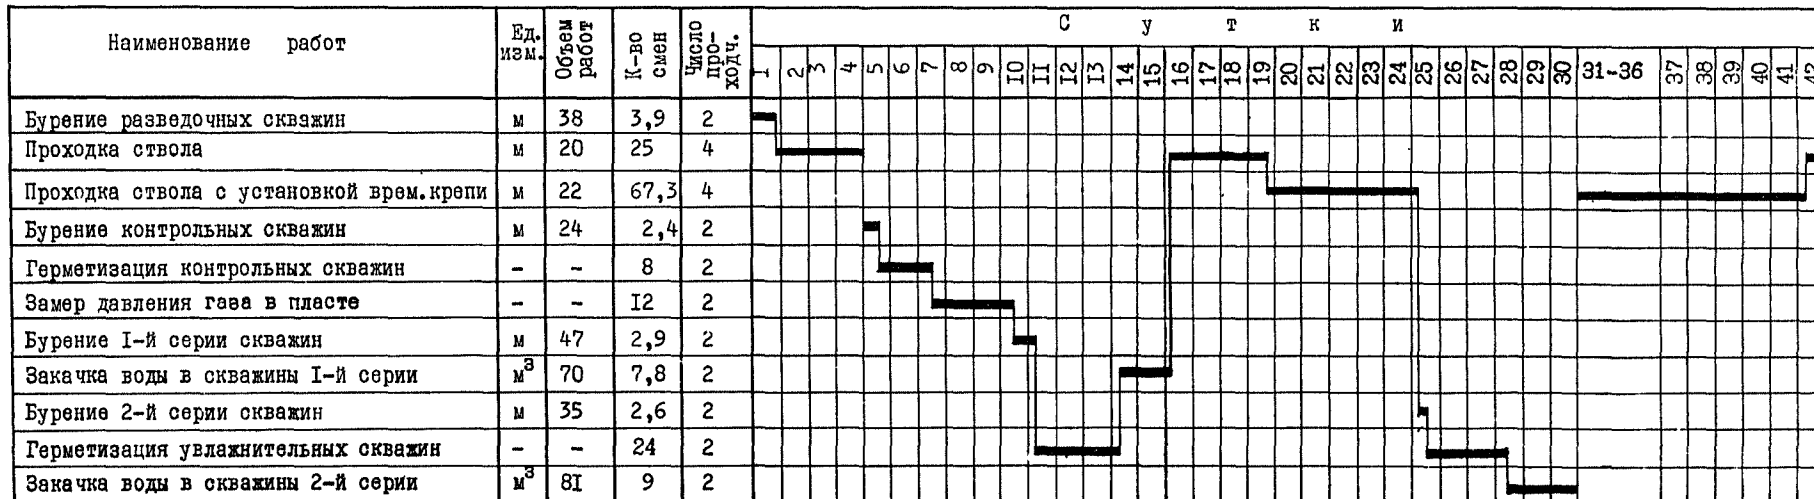 Наименование работ Ед. изм. Объем работ К-во смен Число про- ходч. Сутки
1 2 3 4 5 6 7 8 9 10 11 12 13 14 15 16 17 18 19 20 21 22 23 24 25 26 27 28 29 30 31-36 37 38 39 40 41 42
Бурение разведочных скважин м 38 3,9 2
Проходка ствола м 20 25 4
Проходка ствола с установкой врем.крепи м 22 67,3 4
Бурение контрольных скважин м 24 2,4 2
Герметизация контрольных скважин - - 8 2
Замер давления газа в пласте - - 12 2
Бурение I-й серии скважин м 47 2,9 2
Закачка воды в скважины I-й серии м³ 70 7,8 2
Бурение 2-й серии скважин м 35 2,6 2
Герметизация увлажнительных скважин - - 24 2
Закачка воды в скважины 2-й серии м³ 81 9 2